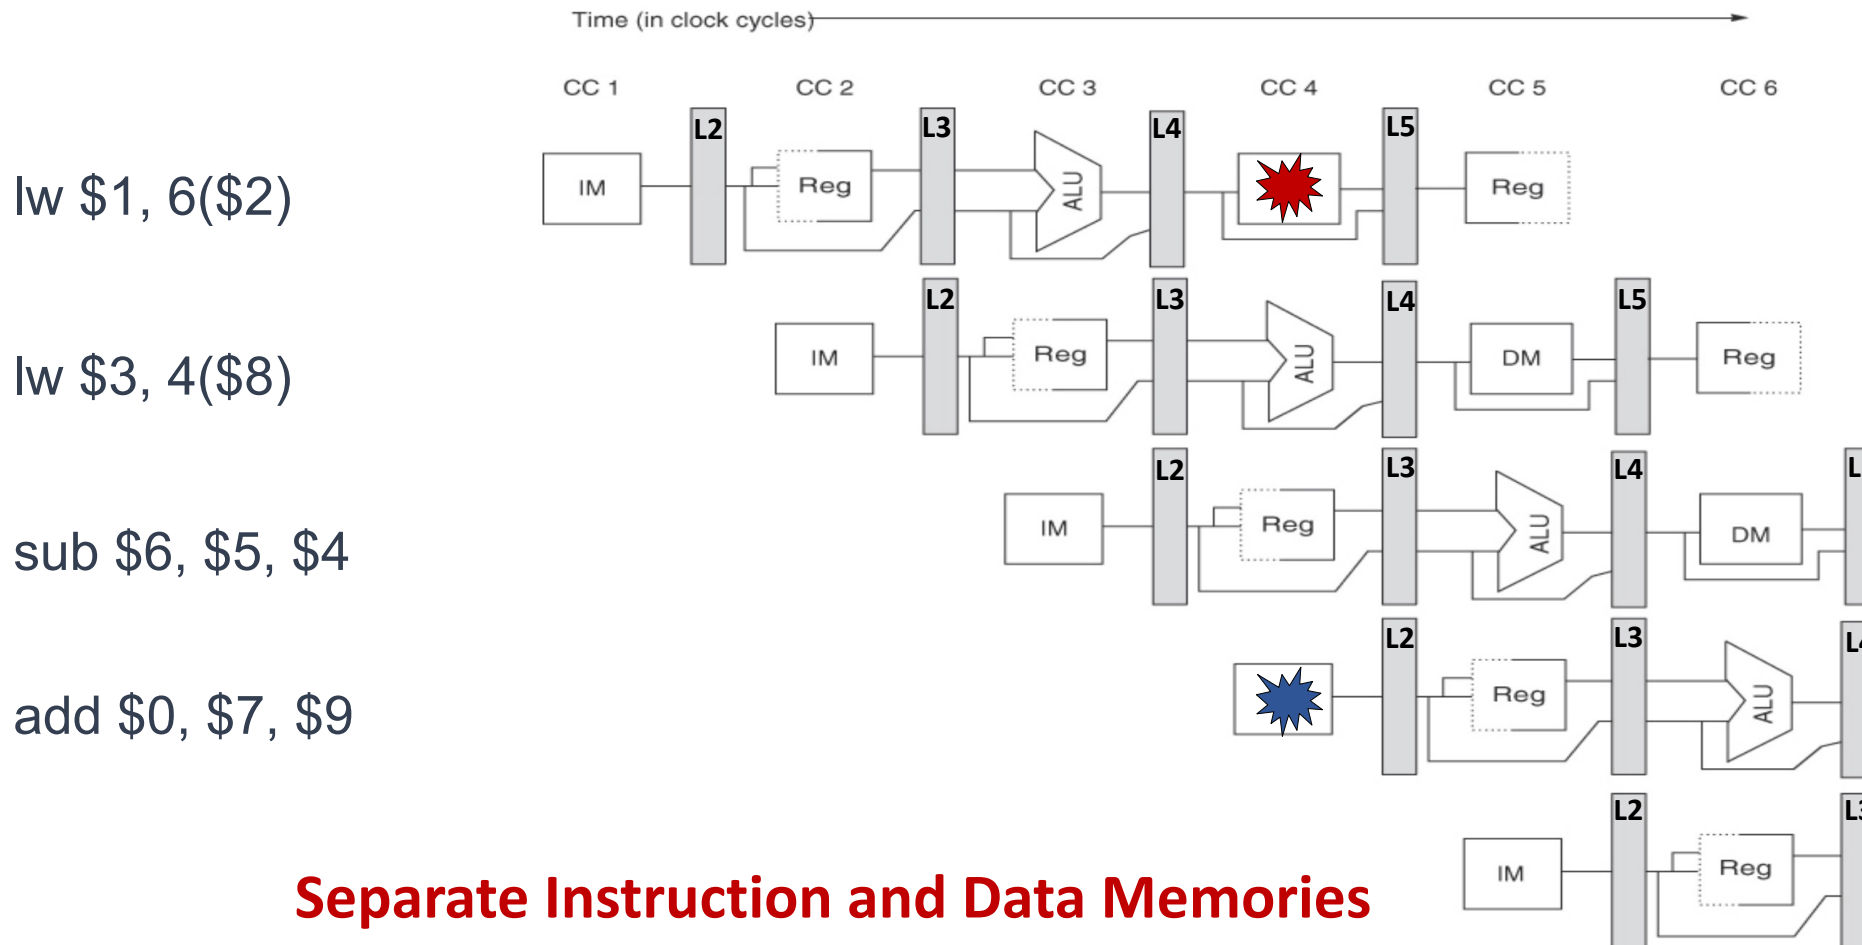 Time (in clock cycles)
CC 1 CC 2 CC 3 CC 4 CC 5 CC 6
lw $1, 6($2)
IM L2 Reg L3 ALU L4 L5 Reg
lw $3, 4($8)
IM L2 Reg L3 ALU L4 DM L5 Reg
sub $6, $5, $4
IM L2 Reg L3 ALU L4 DM L
add $0, $7, $9
L2 Reg L3 ALU L4
IM L2 Reg L3
Separate Instruction and Data Memories